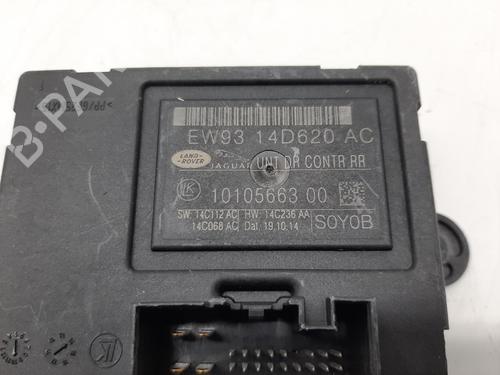 EW93 14D620 AC
LAND-
ROVER
JAGUAR
UNT DR CONTR RR
10105663 00
SW: 14C112 AC
HW: 14C236 AA
14C068 AC
Dat: 19.10.14
S0Y0B